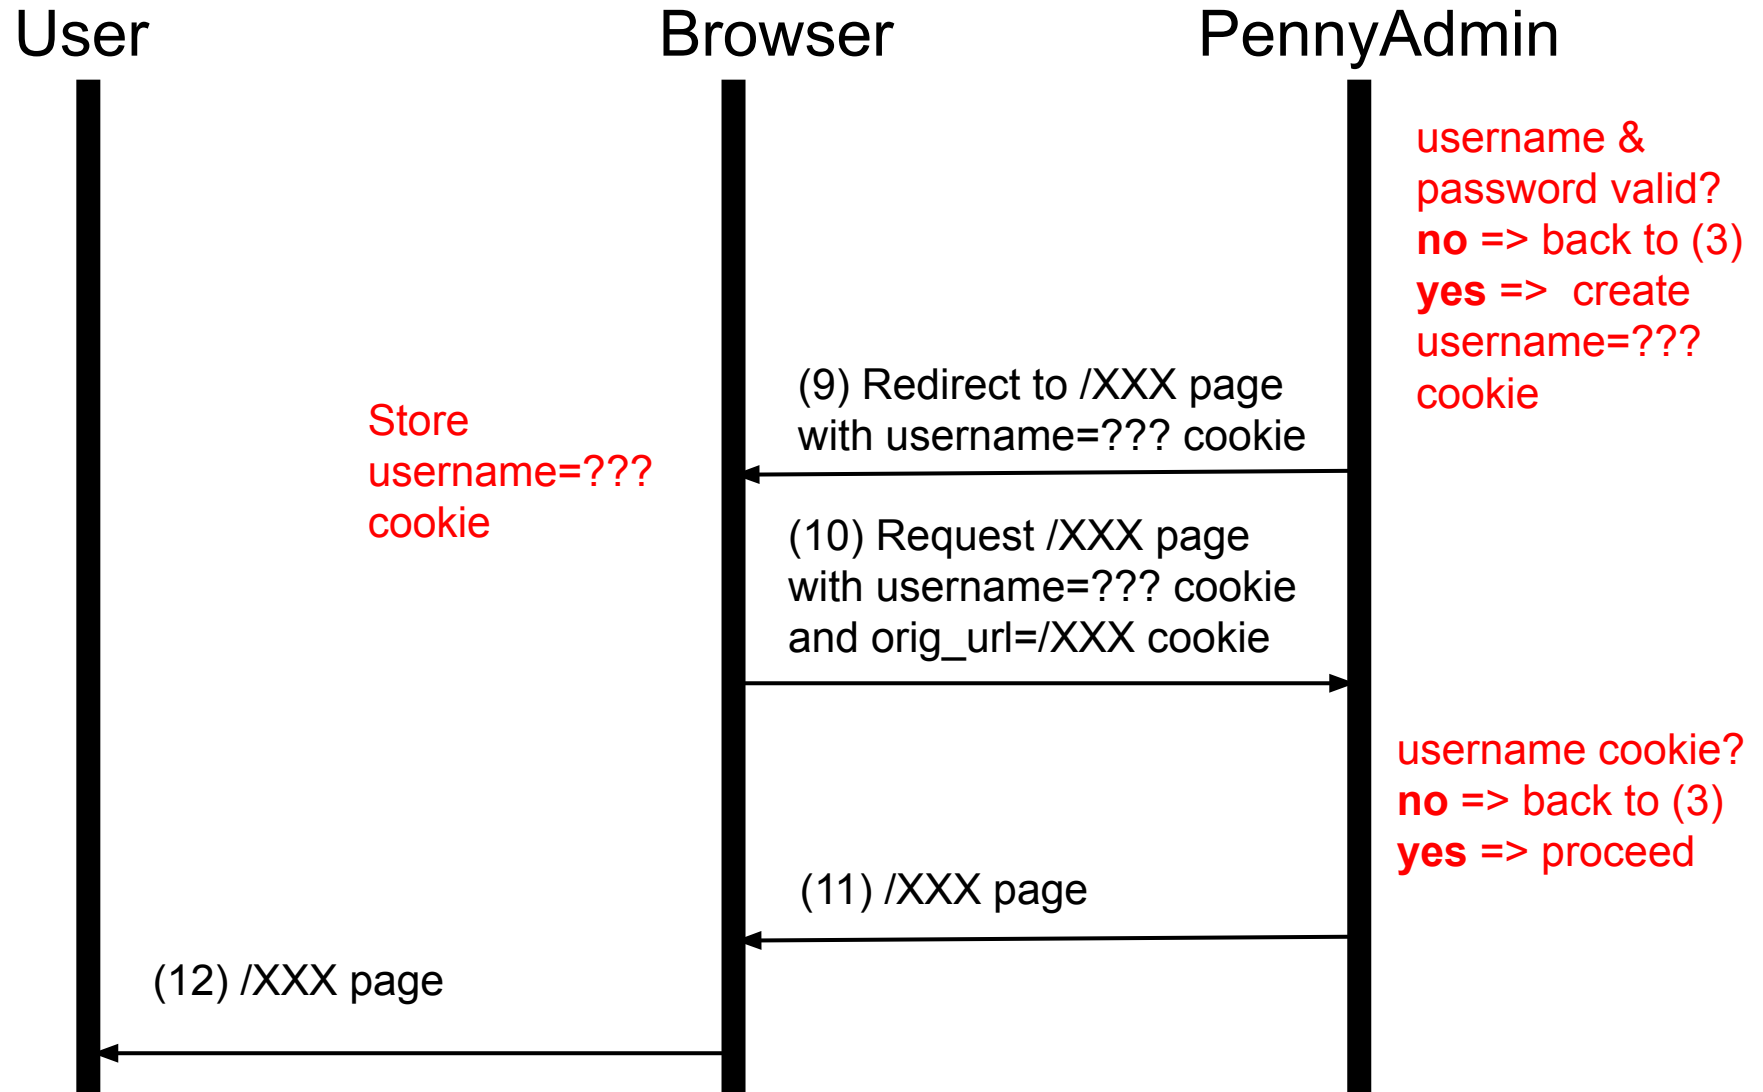 User
Browser
PennyAdmin
username &
password valid?
no => back to (3)
yes =>  create
username=???
cookie
(9) Redirect to /XXX page
with username=??? cookie
Store
username=???
cookie
(10) Request /XXX page
with username=??? cookie
and orig_url=/XXX cookie
username cookie?
no => back to (3)
yes => proceed
(11) /XXX page
(12) /XXX page